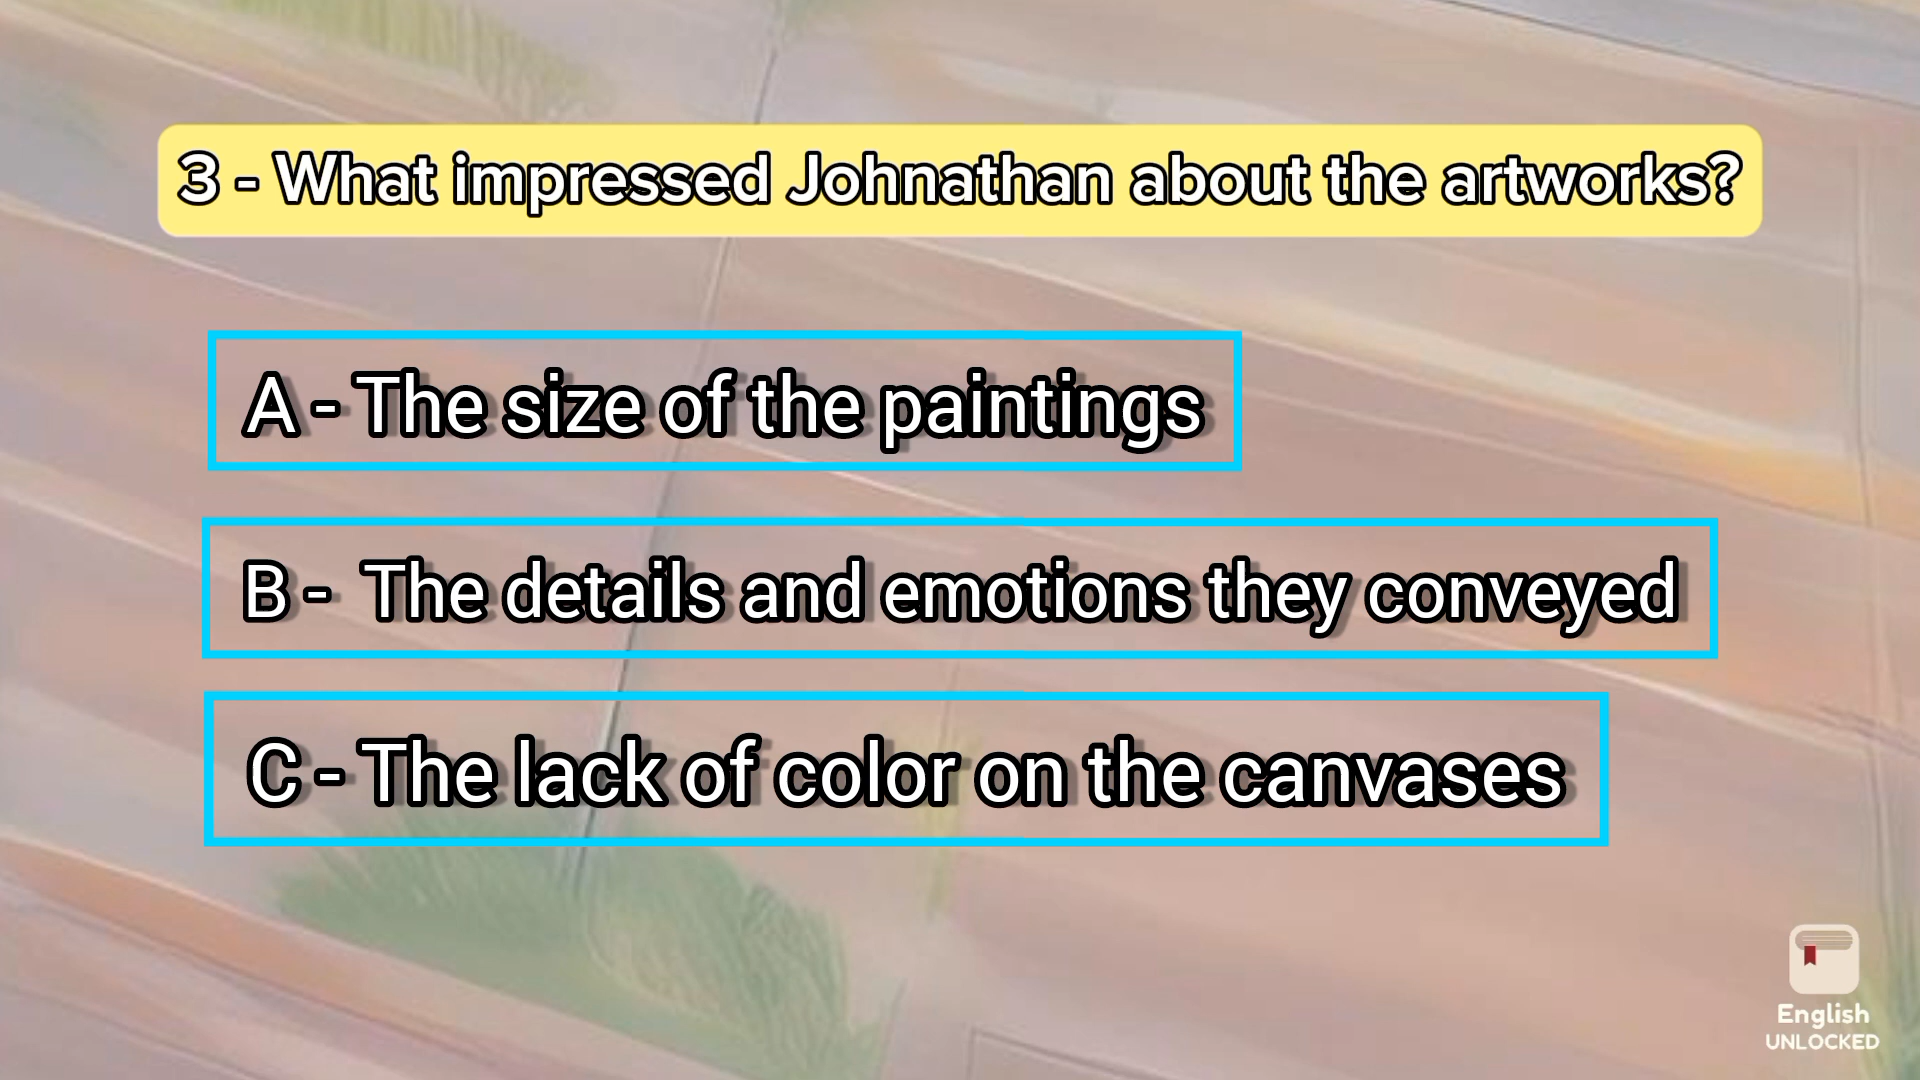 3 - What impressed Johnathan about the artworks?
A - The size of the paintings
B - The details and emotions they conveyed
C - The lack of color on the canvases
English
UNLOCKED